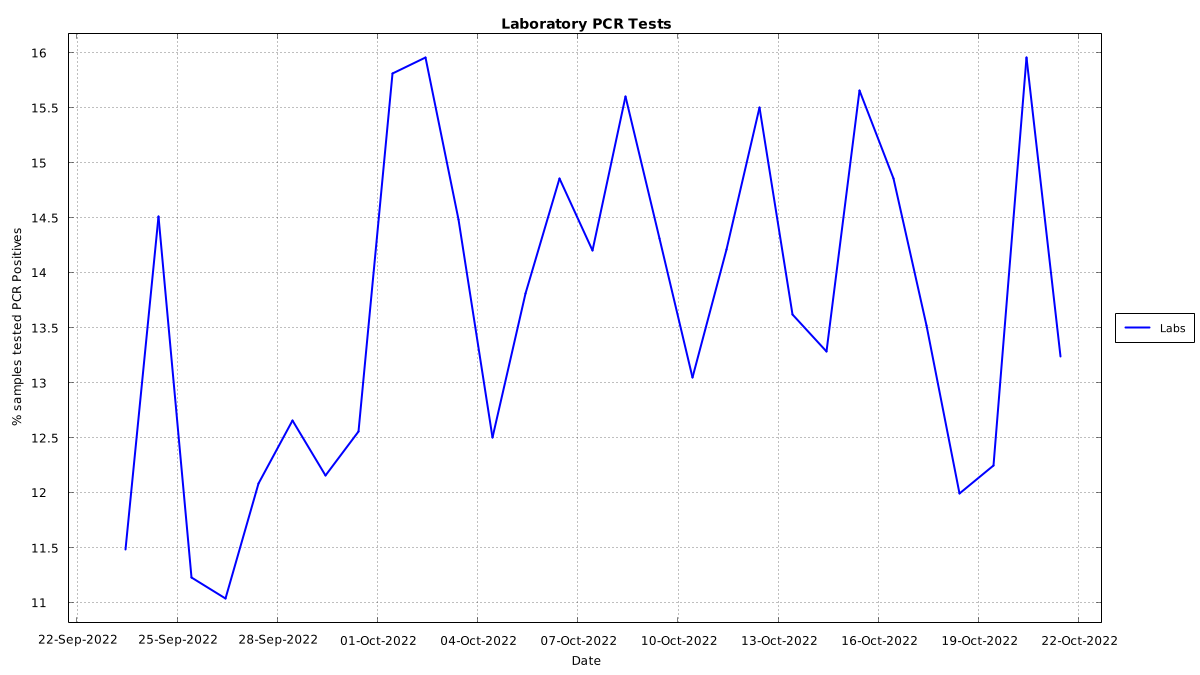 Laboratory PCR Tests
% samples tested PCR Positives
16
15.5
15
14.5
14
13.5
13
12.5
12
11.5
11
22-Sep-2022 25-Sep-2022 28-Sep-2022 01-Oct-2022 04-Oct-2022 07-Oct-2022 10-Oct-2022 13-Oct-2022 16-Oct-2022 19-Oct-2022 22-Oct-2022
Date
Labs